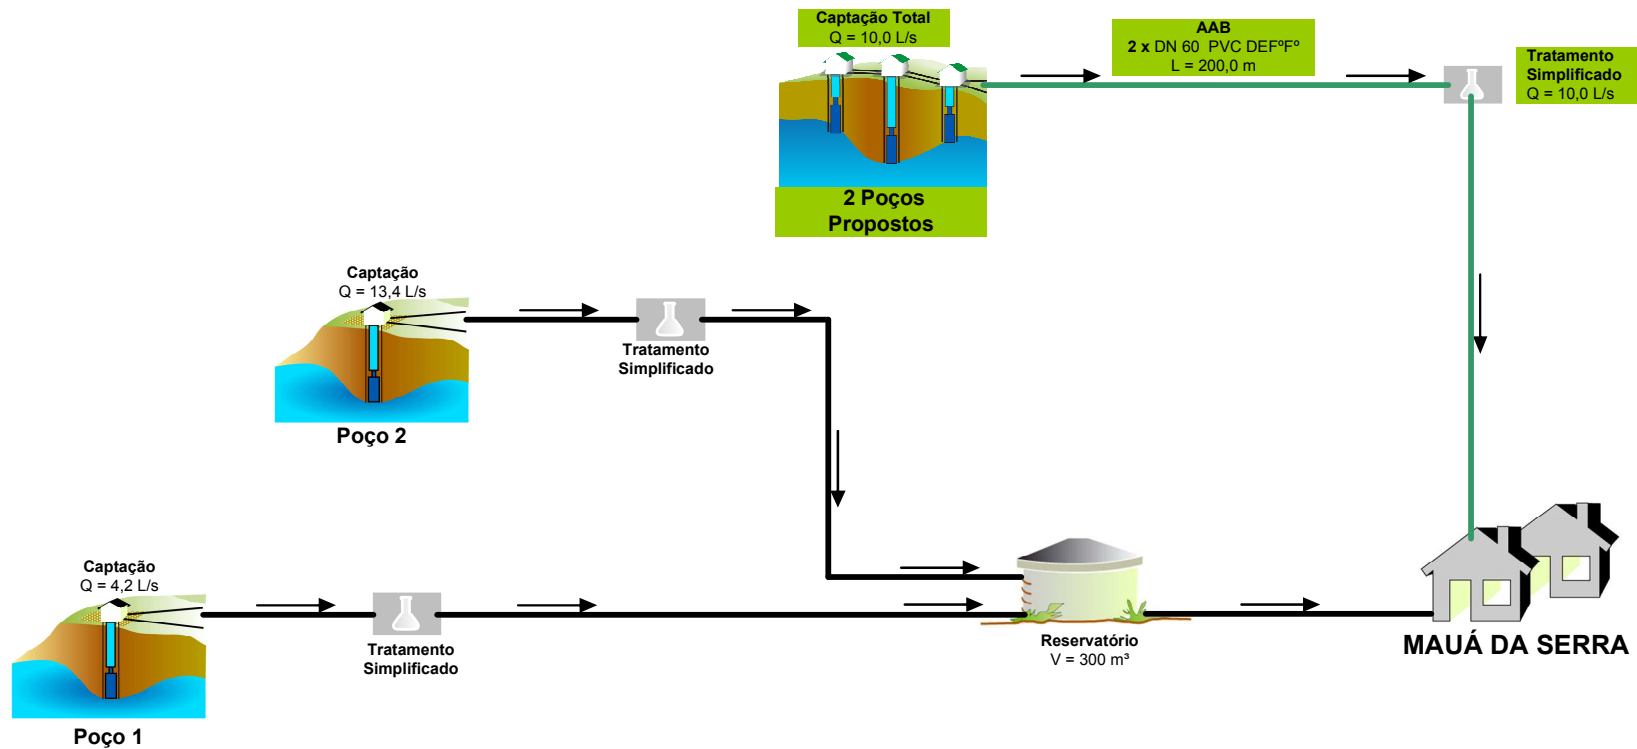 Captação Total
Q = 10,0 L/s
AAB
2 x DN 60 PVC DEFºFº
L = 200,0 m
Tratamento
Simplificado
Q = 10,0 L/s
2 Poços
Propostos
Captação
Q = 13,4 L/s
Tratamento
Simplificado
Poço 2
Captação
Q = 4,2 L/s
Tratamento
Simplificado
Reservatório
V = 300 m³
MAUÁ DA SERRA
Poço 1